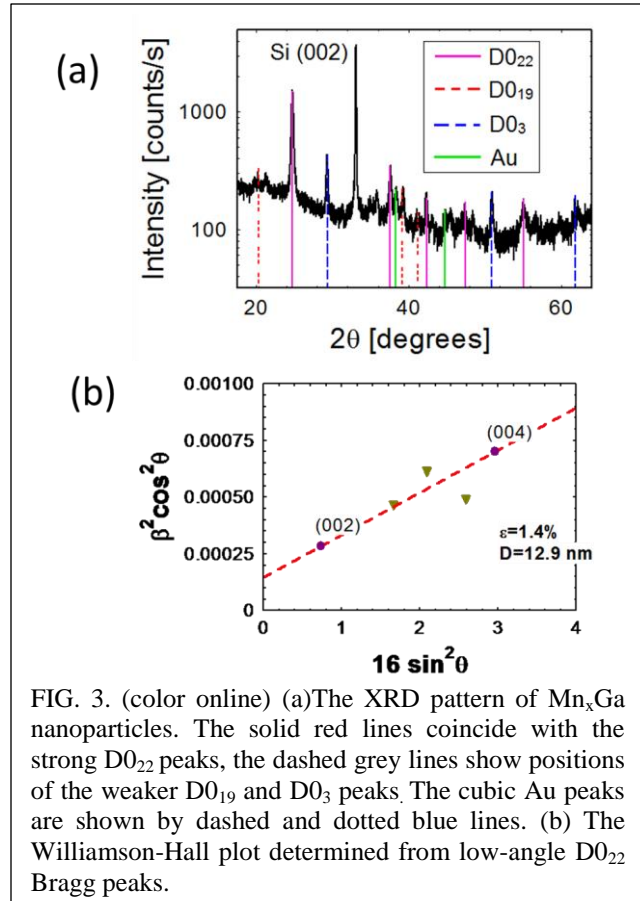 (a)
Si (002)
D0₂₂
D0₁₉
D0₃
Au
Intensity [counts/s]
1000
100
20
40
60
2θ [degrees]
(b)
0.00100
0.00075
0.00050
0.00025
0
β²cos²θ
(004)
(002)
ε=1.4%
D=12.9 nm
0
1
2
3
4
16 sin²θ
FIG. 3. (color online) (a)The XRD pattern of MnₓGa
nanoparticles. The solid red lines coincide with the
strong D0₂₂ peaks, the dashed grey lines show positions
of the weaker D0₁₉ and D0₃ peaks. The cubic Au peaks
are shown by dashed and dotted blue lines. (b) The
Williamson-Hall plot determined from low-angle D0₂₂
Bragg peaks.